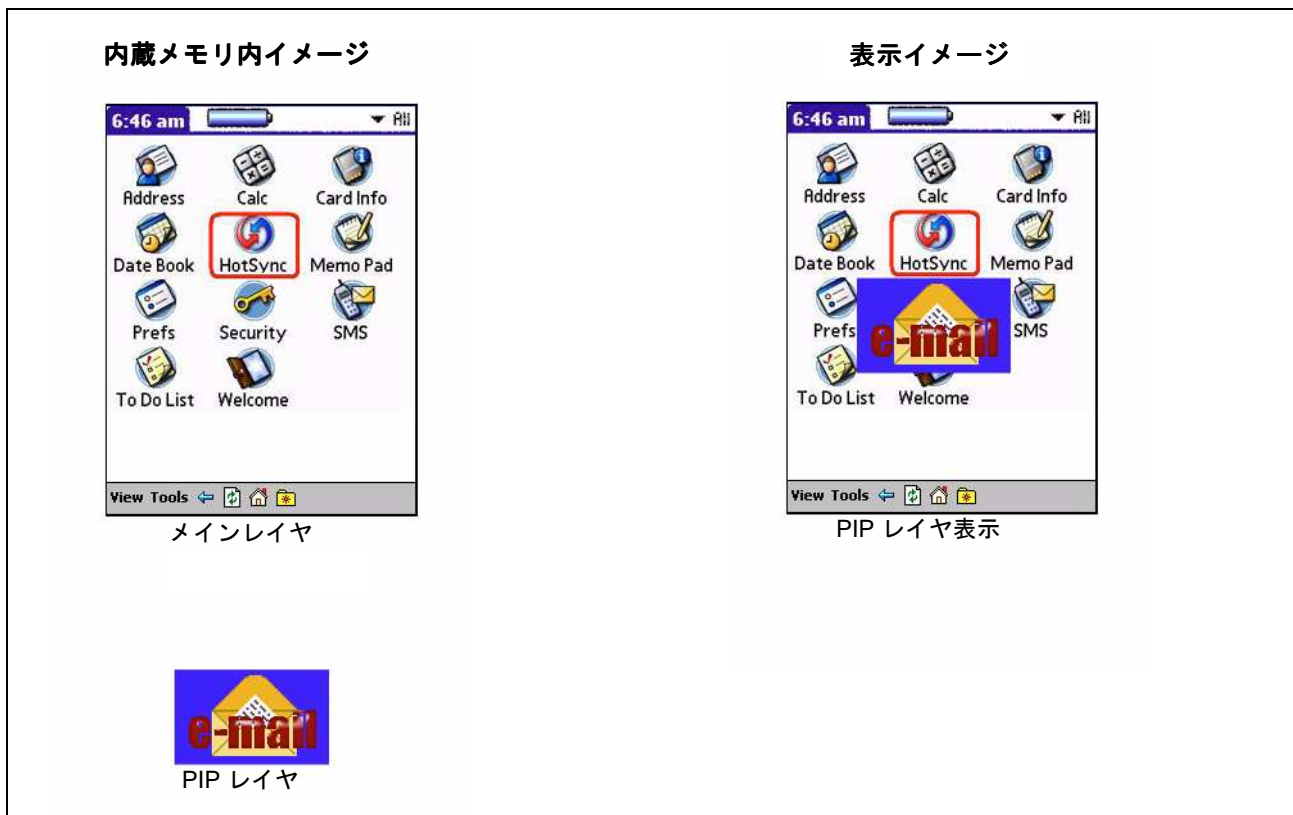 内蔵メモリ内イメージ
6:46 am
All
Address Calc Card Info
Date Book HotSync Memo Pad
Prefs Security SMS
To Do List Welcome
View Tools
メインレイヤ
e-mail
PIP レイヤ
表示イメージ
6:46 am
All
Address Calc Card Info
Date Book HotSync Memo Pad
Prefs e-mail SMS
To Do List Welcome
View Tools
PIP レイヤ表示